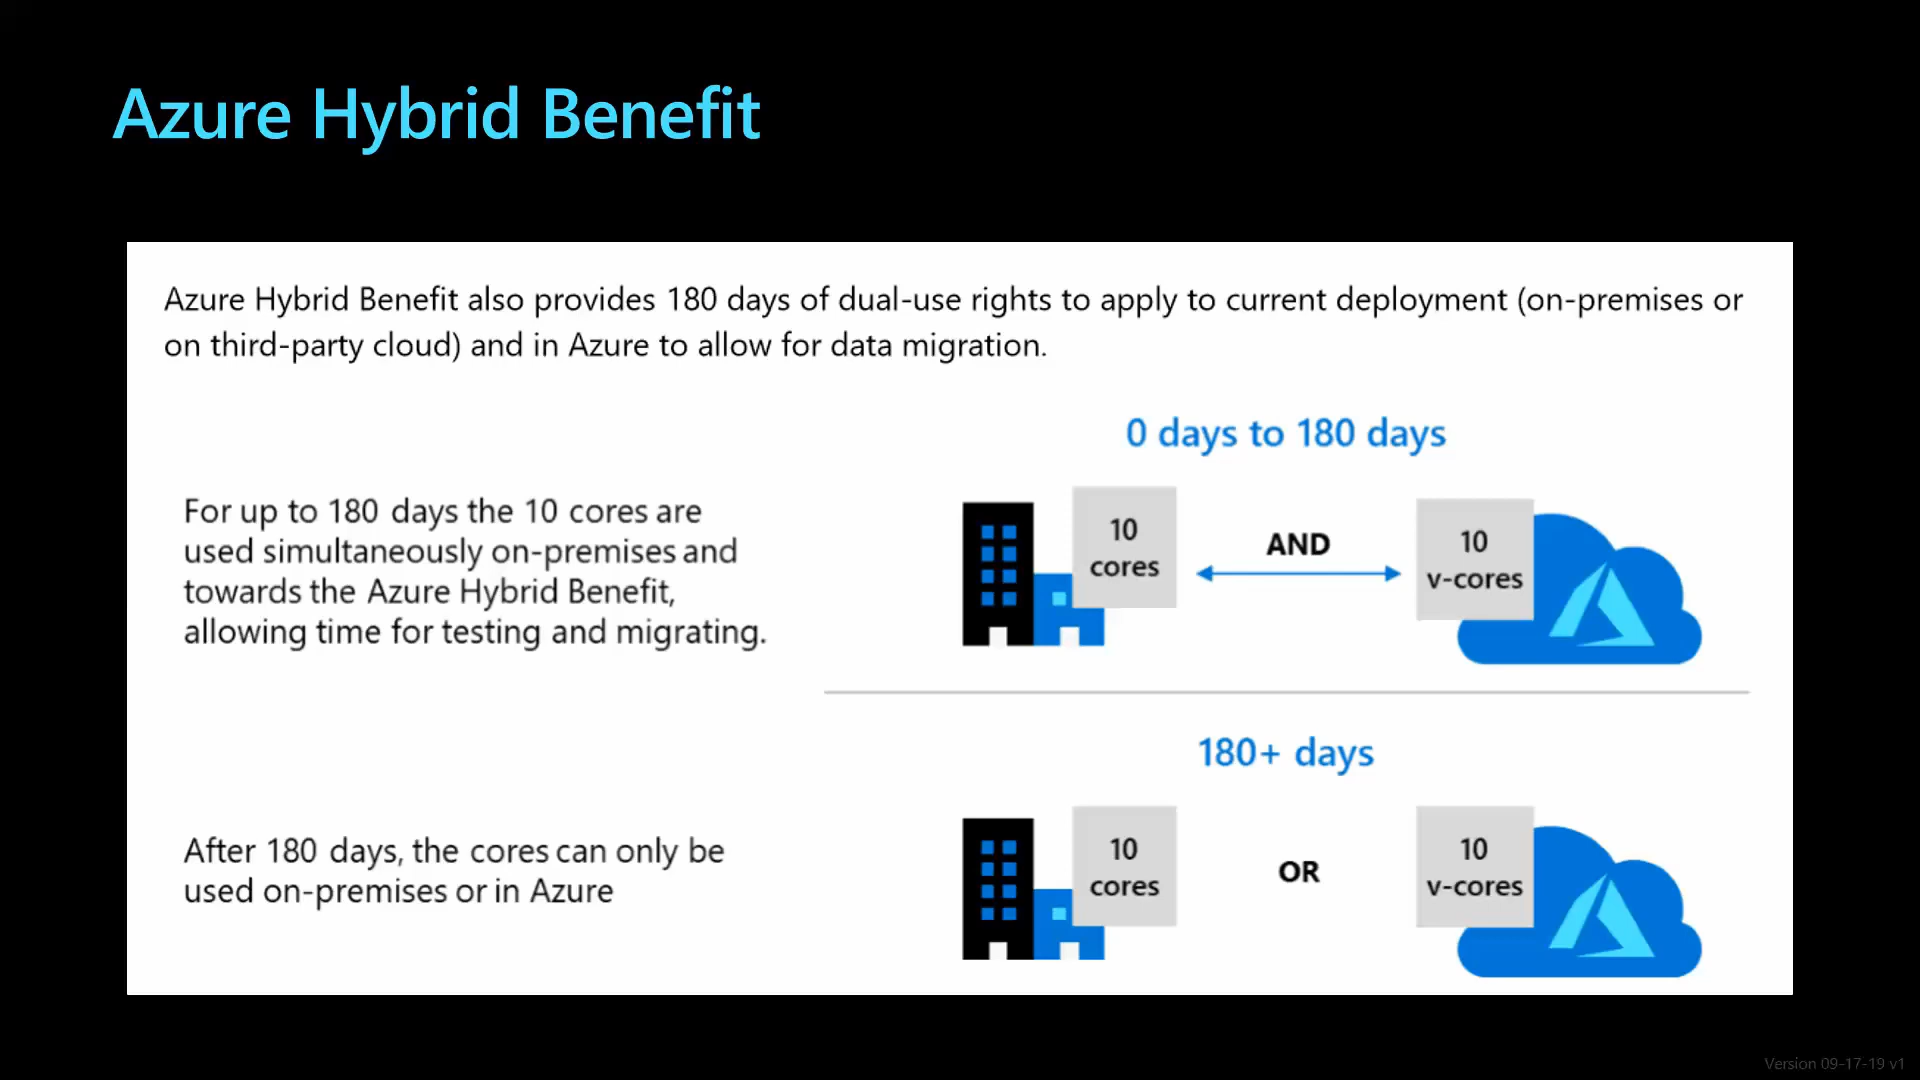 Azure Hybrid Benefit
Azure Hybrid Benefit also provides 180 days of dual-use rights to apply to current deployment (on-premises or
on third-party cloud) and in Azure to allow for data migration.
0 days to 180 days
For up to 180 days the 10 cores are
used simultaneously on-premises and
towards the Azure Hybrid Benefit,
allowing time for testing and migrating.
10
cores
AND
10
v-cores
180+ days
After 180 days, the cores can only be
used on-premises or in Azure
10
cores
OR
10
v-cores
Version 09-17-19 v1